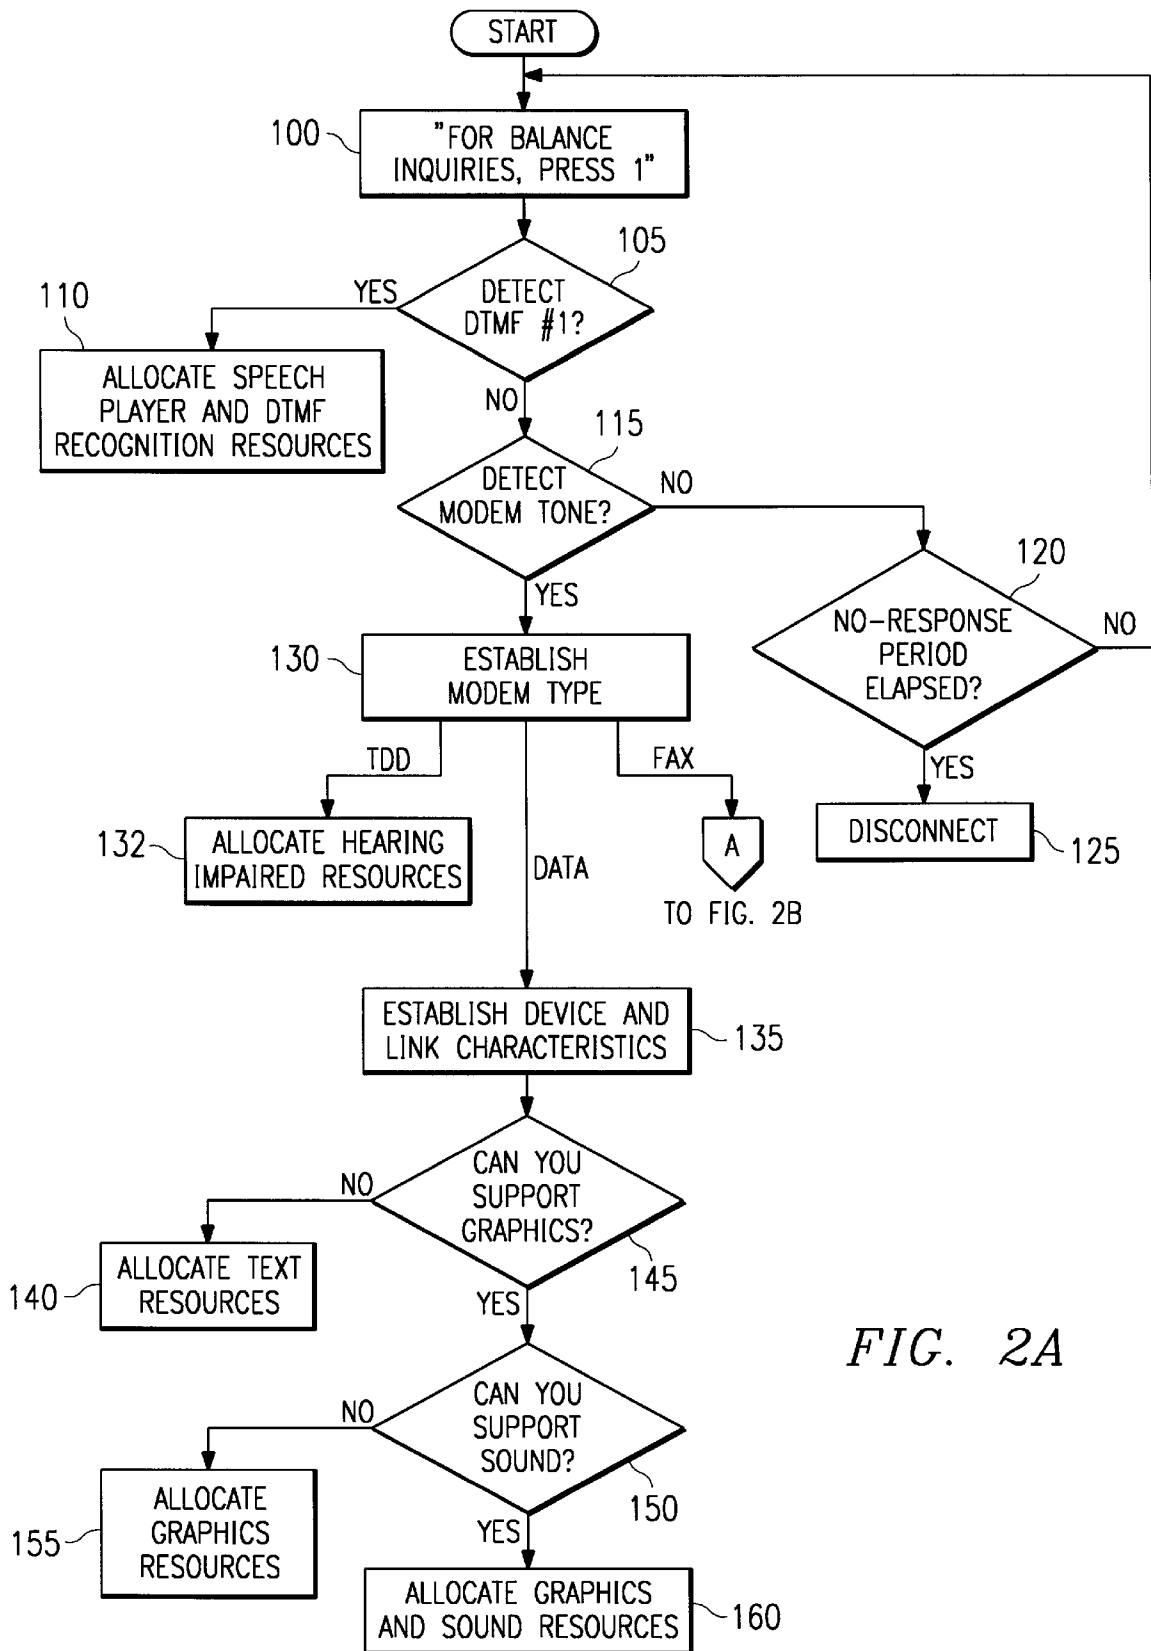 START
100
"FOR BALANCE
INQUIRIES, PRESS 1"
105
YES
DETECT
DTMF #1?
110
ALLOCATE SPEECH
PLAYER AND DTMF
RECOGNITION RESOURCES
NO
115
DETECT
MODEM TONE?
NO
120
YES
NO-RESPONSE
PERIOD
ELAPSED?
NO
130
ESTABLISH
MODEM TYPE
TDD
FAX
YES
132
ALLOCATE HEARING
IMPAIRED RESOURCES
DATA
A
TO FIG. 2B
DISCONNECT
125
ESTABLISH DEVICE AND
LINK CHARACTERISTICS
135
NO
CAN YOU
SUPPORT
GRAPHICS?
145
140
ALLOCATE TEXT
RESOURCES
YES
FIG. 2A
NO
CAN YOU
SUPPORT
SOUND?
150
155
ALLOCATE
GRAPHICS
RESOURCES
YES
ALLOCATE GRAPHICS
AND SOUND RESOURCES
160